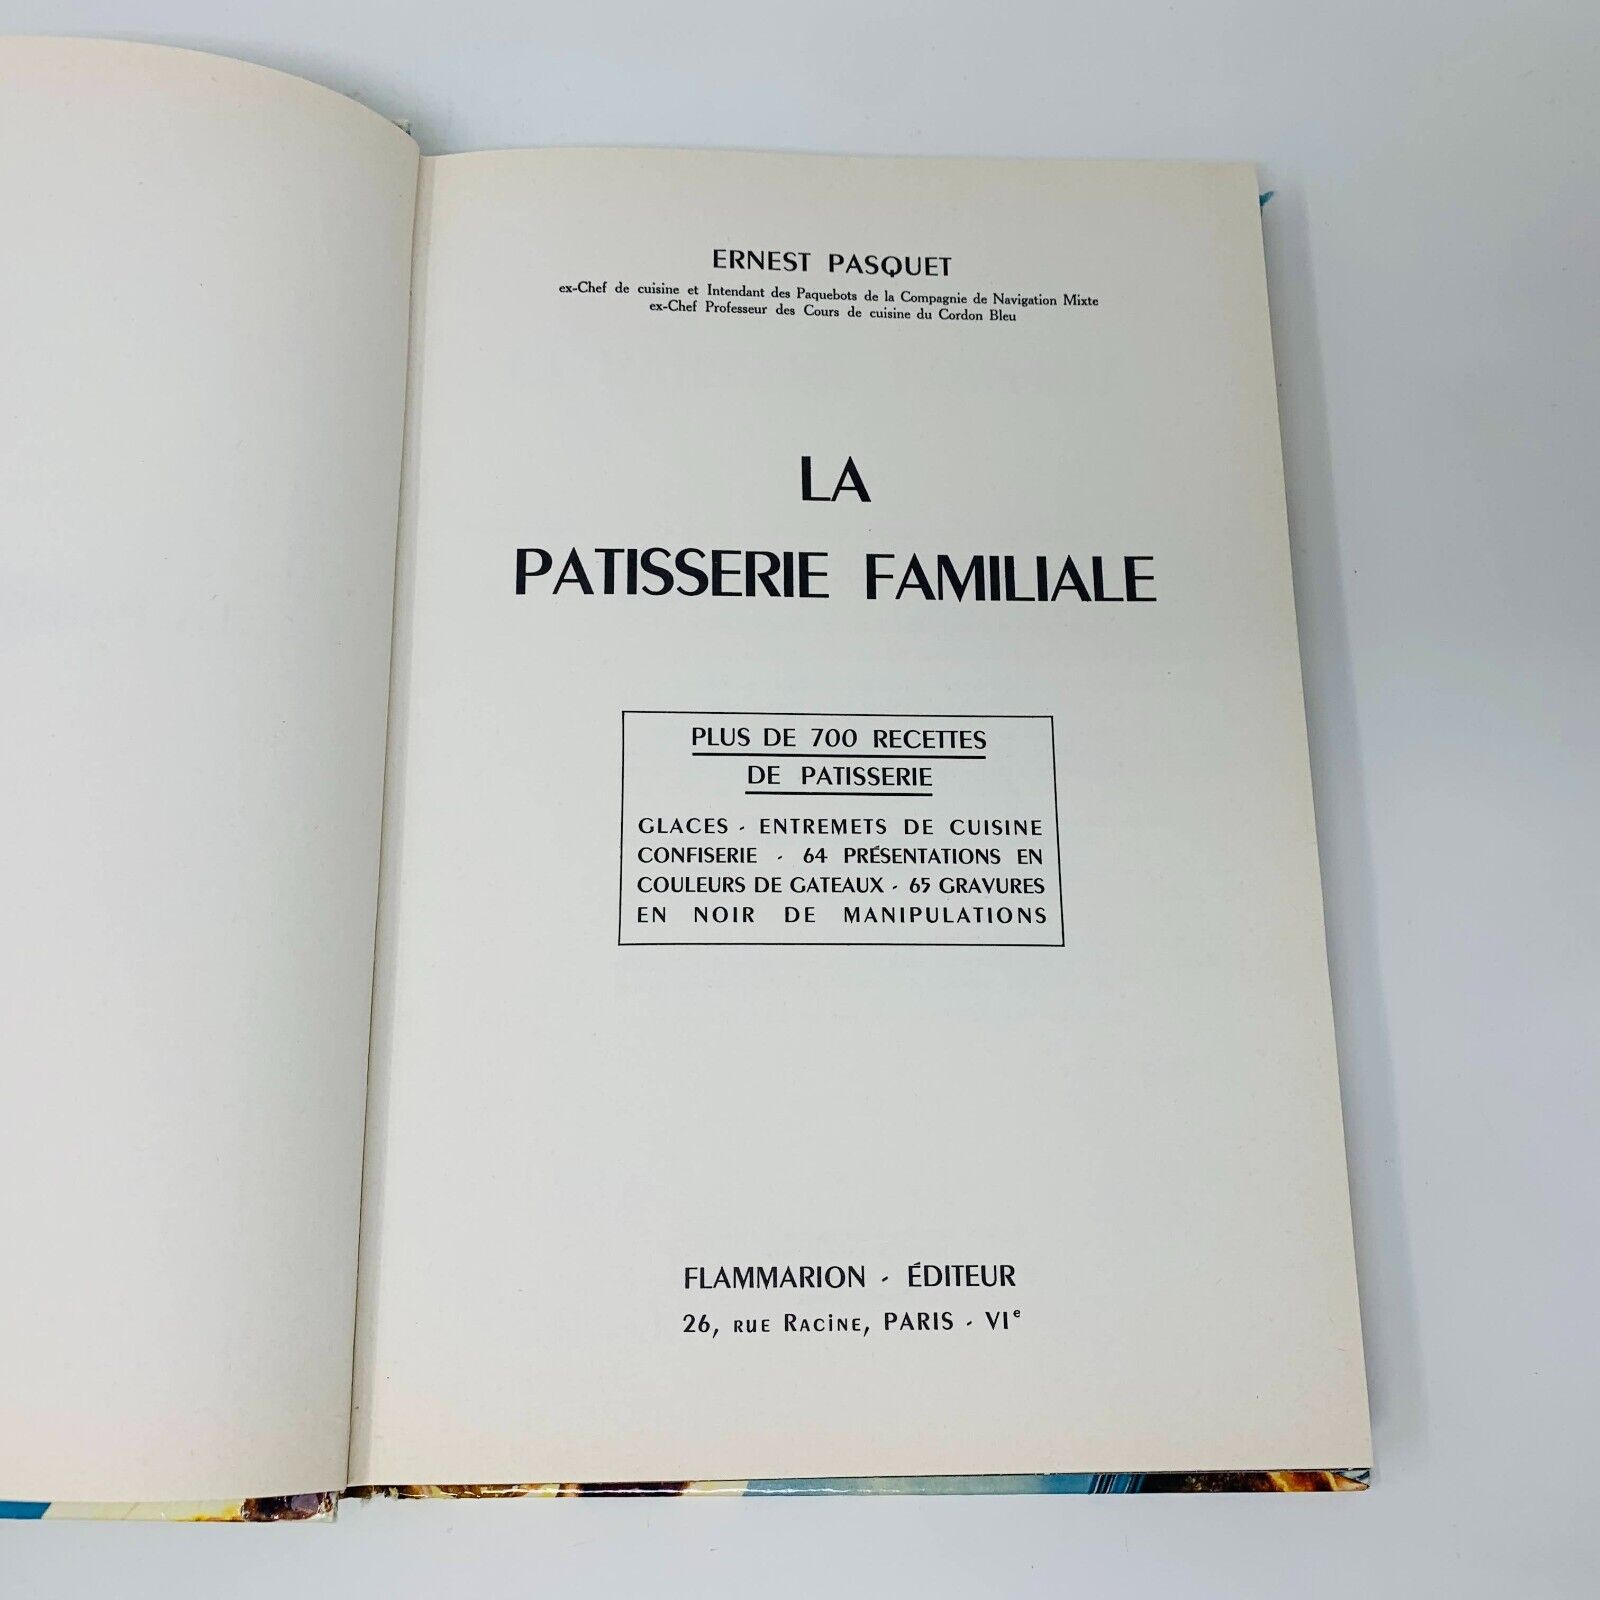 ERNEST PASQUET
ex-Chef de cuisine et Intendant des Paquebots de la Compagnie de Navigation Mixte
ex-Chef Professeur des Cours de cuisine du Cordon Bleu
LA
PATISSERIE FAMILIALE
PLUS DE 700 RECETTES
DE PATISSERIE
GLACES - ENTREMETS DE CUISINE
CONFISERIE - 64 PRÉSENTATIONS EN
COULEURS DE GATEAUX - 65 GRAVURES
EN NOIR DE MANIPULATIONS
FLAMMARION - ÉDITEUR
26, RUE RACINE, PARIS - VIe